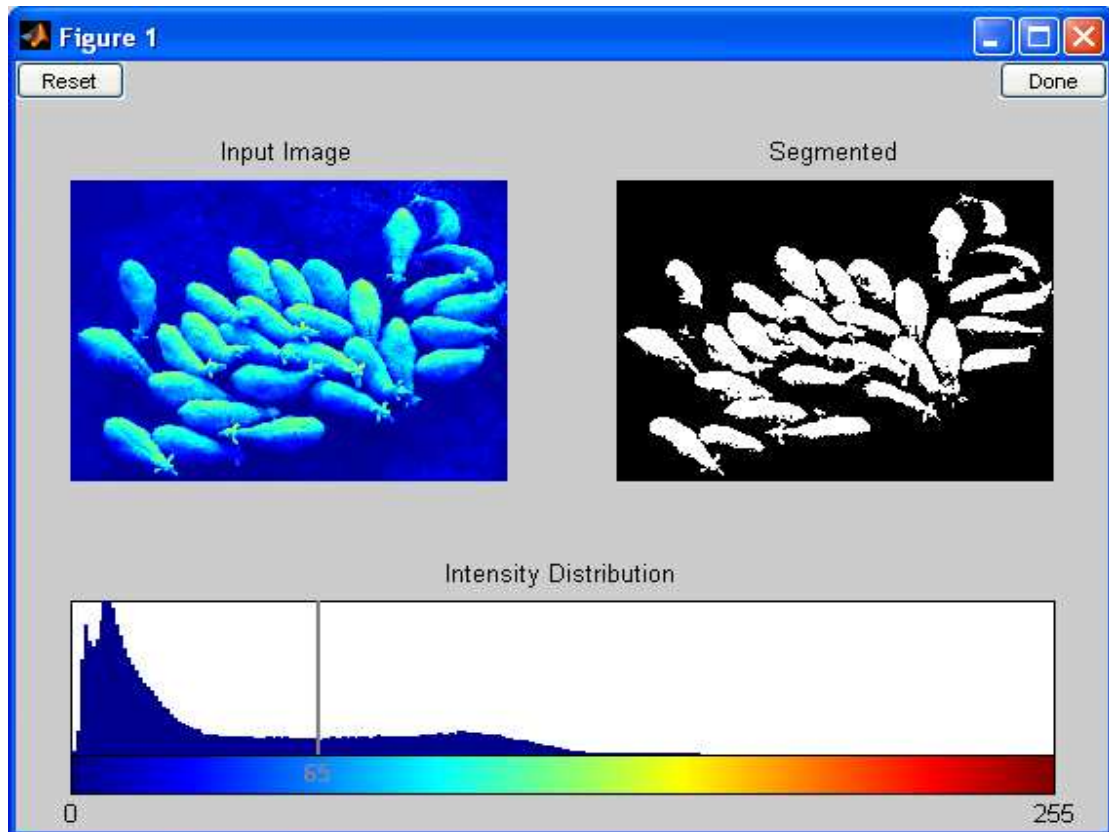 Figure 1
Reset
Done
Input Image
Segmented
Intensity Distribution
65
0
255